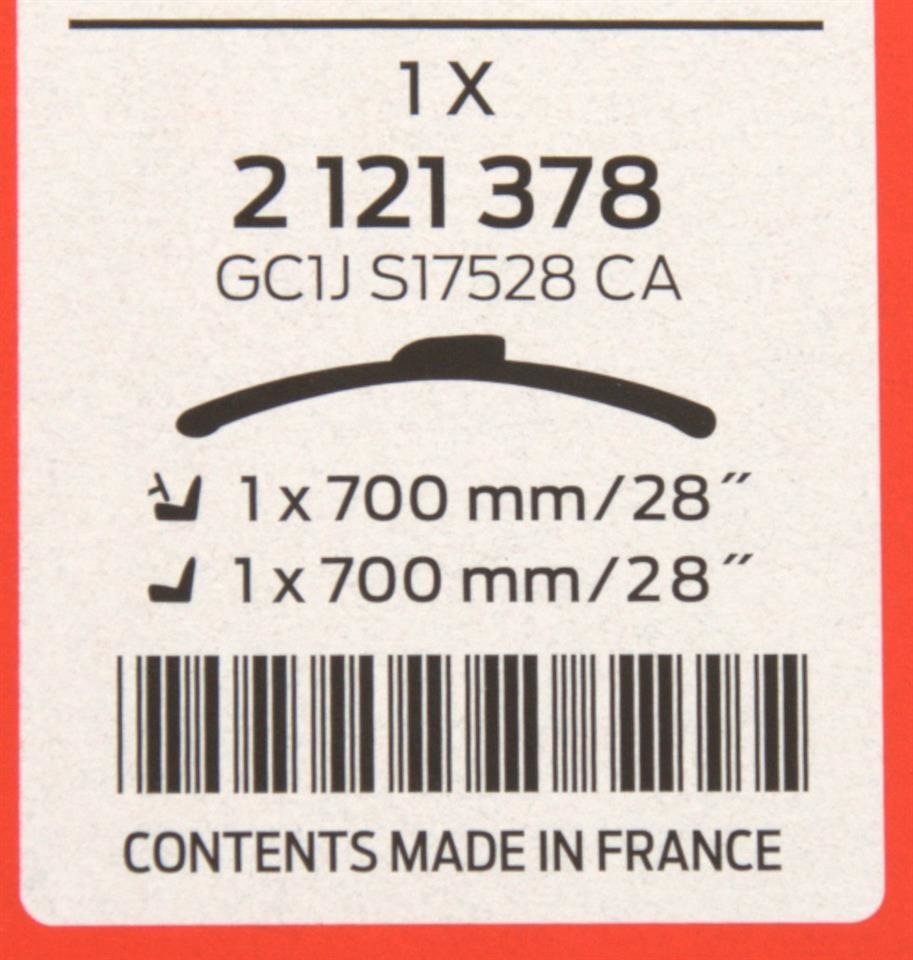 1 X
2 121 378
GC1J S17528 CA
1 x 700 mm/28″
1 x 700 mm/28″
CONTENTS MADE IN FRANCE